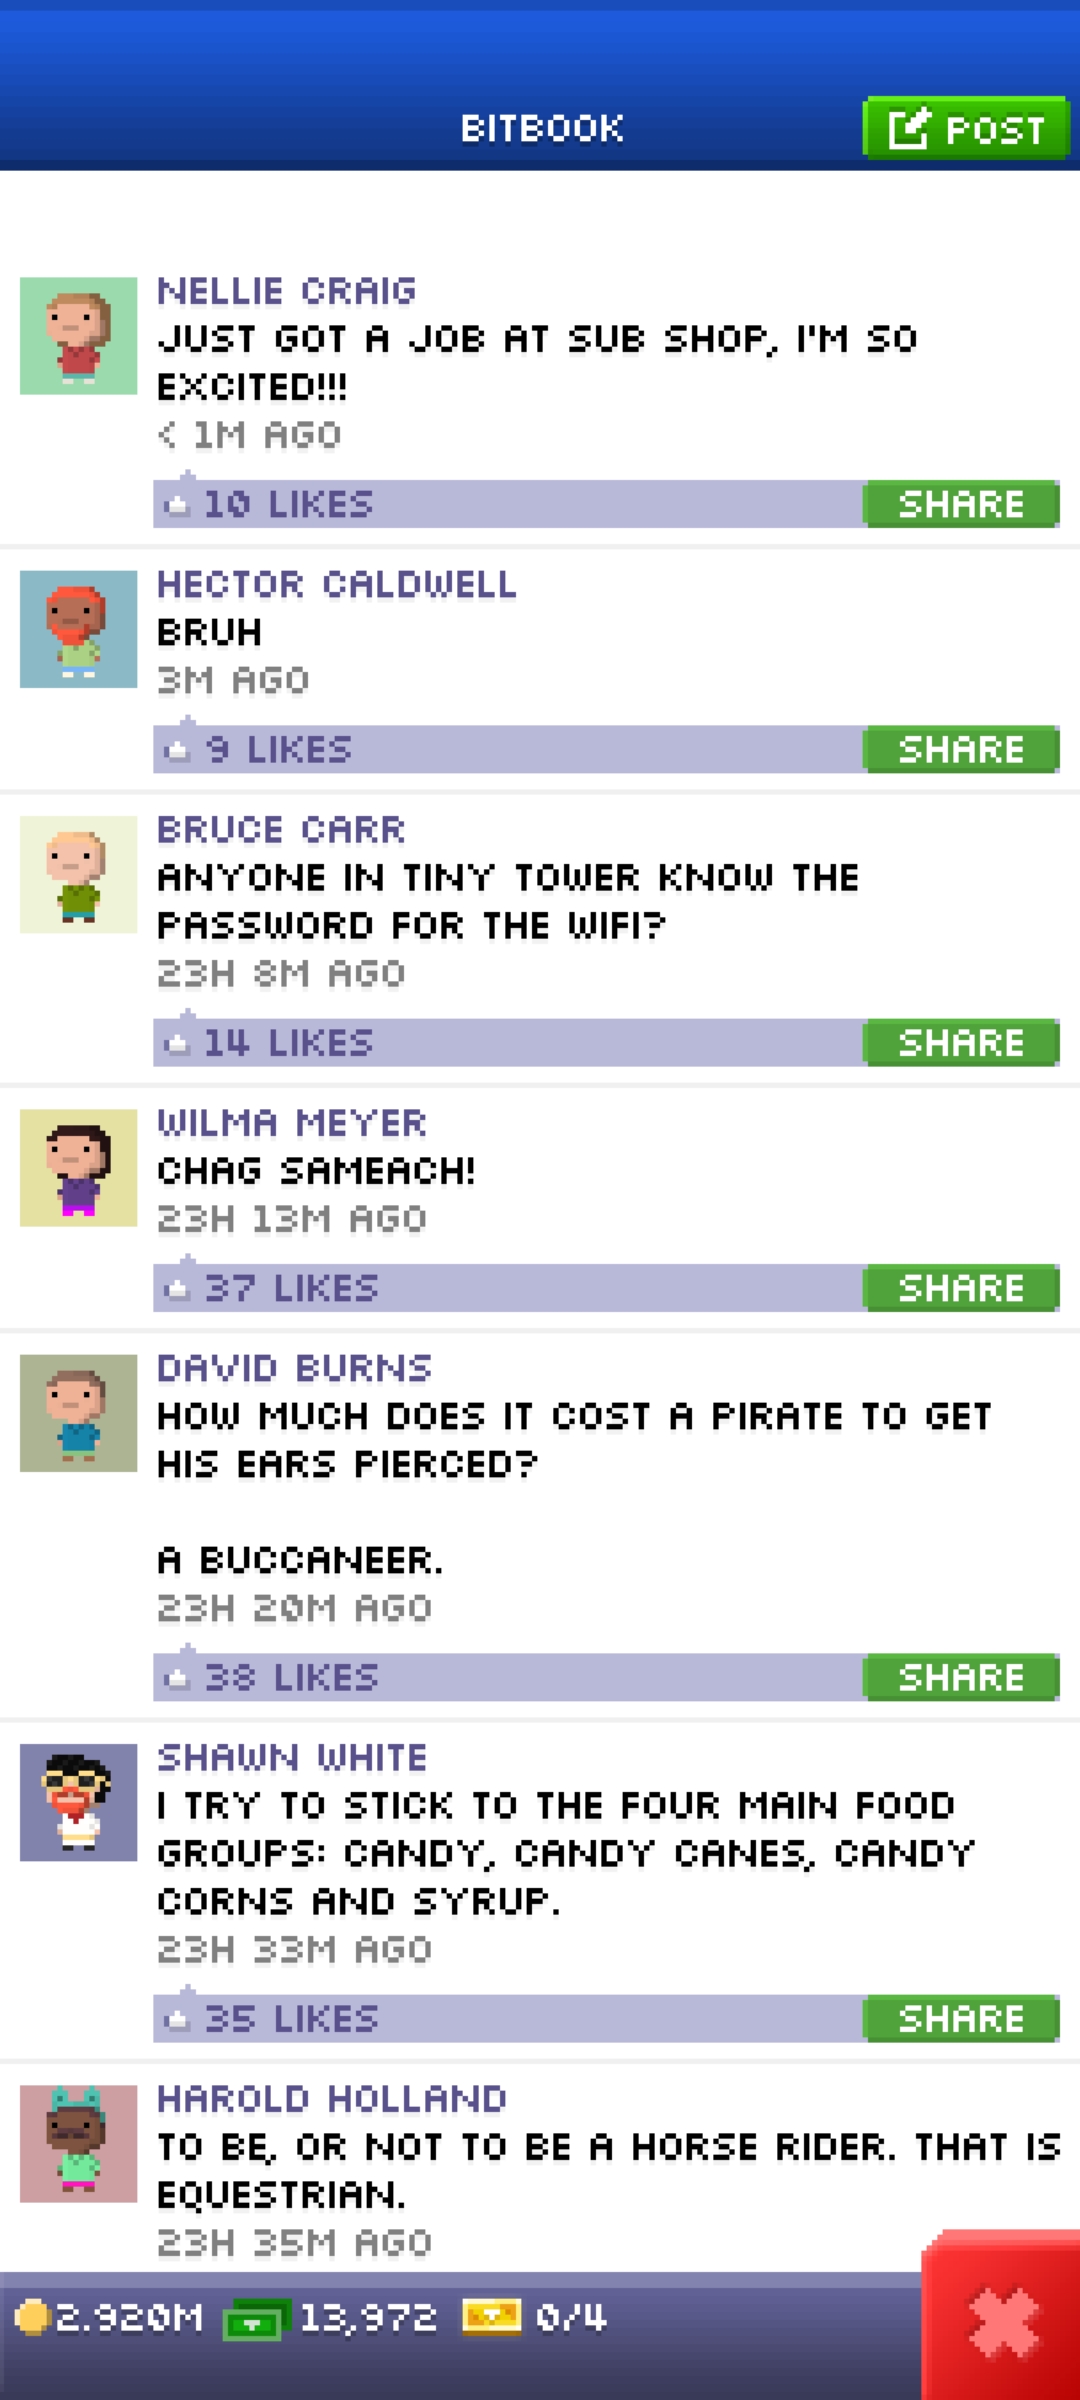 BITBOOK
POST
NELLIE CRAIG
JUST GOT A JOB AT SUB SHOP, I'M SO
EXCITED!!!
< 1M AGO
10 LIKES
SHARE
HECTOR CALDWELL
BRUH
3M AGO
9 LIKES
SHARE
BRUCE CARR
ANYONE IN TINY TOWER KNOW THE
PASSWORD FOR THE WIFI?
23H 8M AGO
14 LIKES
SHARE
WILMA MEYER
CHAG SAMEACH!
23H 13M AGO
37 LIKES
SHARE
DAVID BURNS
HOW MUCH DOES IT COST A PIRATE TO GET
HIS EARS PIERCED?
A BUCCANEER.
23H 20M AGO
38 LIKES
SHARE
SHAWN WHITE
I TRY TO STICK TO THE FOUR MAIN FOOD
GROUPS: CANDY, CANDY CANES, CANDY
CORNS AND SYRUP.
23H 33M AGO
35 LIKES
SHARE
HAROLD HOLLAND
TO BE, OR NOT TO BE A HORSE RIDER. THAT IS
EQUESTRIAN.
23H 35M AGO
2.920M 13,972 0/4